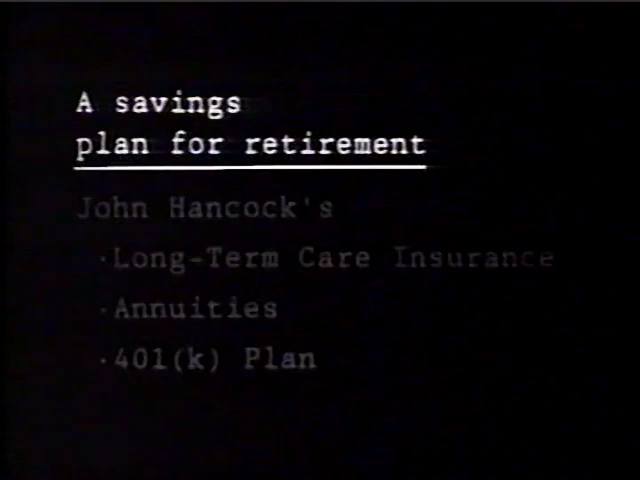 A savings
plan for retirement
John Hancock's
·Long-Term Care Insurance
·Annuities
·401(k) Plan